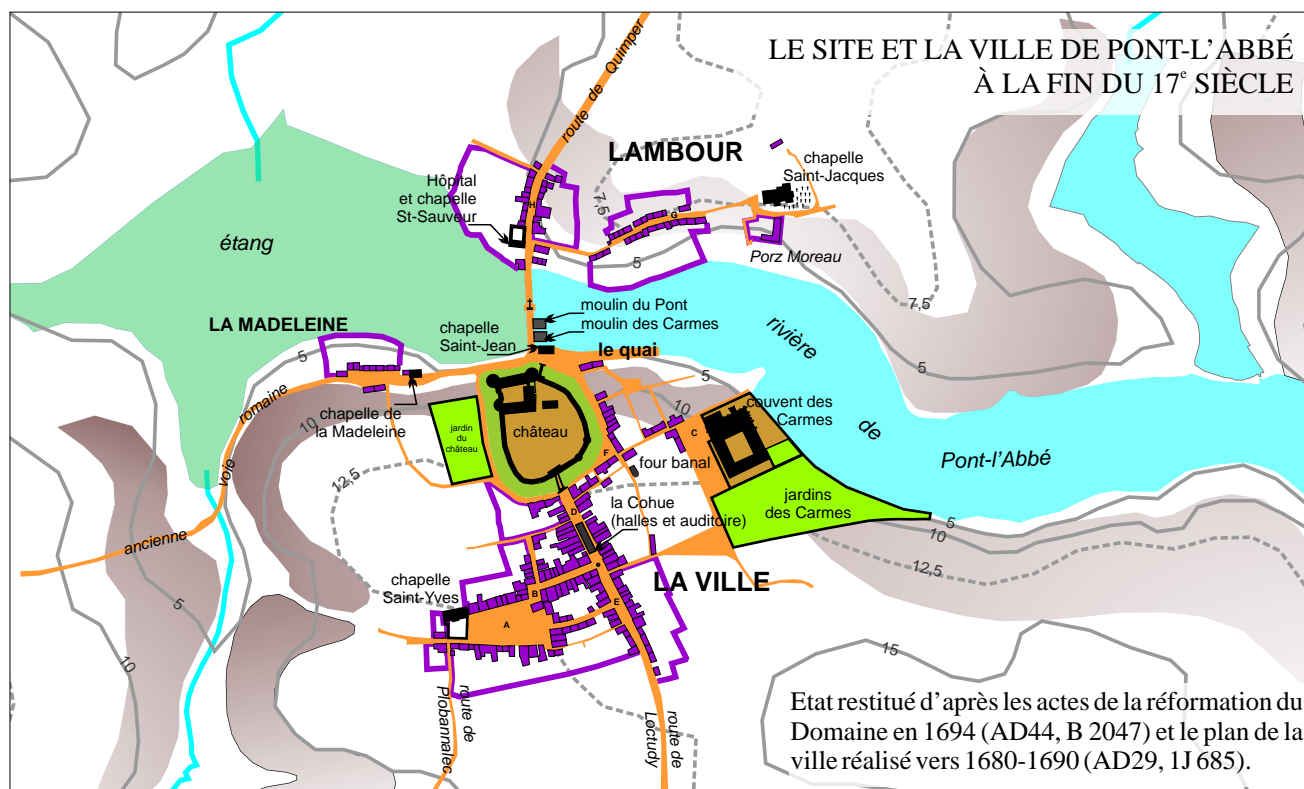 LE SITE ET LA VILLE DE PONT-L'ABBÉ
À LA FIN DU 17e SIÈCLE
route de Quimper
LAMBOUR
chapelle
Saint-Jacques
Hôpital
et chapelle
St-Sauveur
H
7,5
G
étang
5
Porz Moreau
7,5
moulin du Pont
moulin des Carmes
LA MADELEINE
chapelle
Saint-Jean
le quai
rivière
de
Pont-l'Abbé
5
5
5
10
ancienne
voie
romaine
10
chapelle de
la Madeleine
jardin
du
château
château
couvent des
Carmes
C
F
four banal
12,5
la Cohue
(halles et auditoire)
D
jardins
des Carmes
5
10
12,5
LA VILLE
chapelle
Saint-Yves
B
A
E
5
10
15
route de
Plobannalec
route de
Loctudy
Etat restitué d'après les actes de la réformation du
Domaine en 1694 (AD44, B 2047) et le plan de la
ville réalisé vers 1680-1690 (AD29, 1J 685).